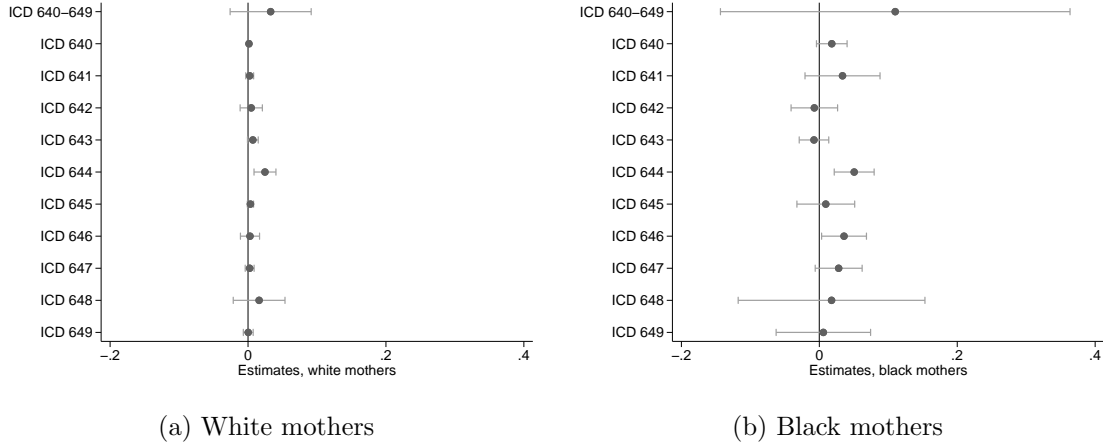 ICD 640–649
ICD 640
ICD 641
ICD 642
ICD 643
ICD 644
ICD 645
ICD 646
ICD 647
ICD 648
ICD 649
–.2 0 .2 .4
Estimates, white mothers
(a) White mothers
ICD 640–649
ICD 640
ICD 641
ICD 642
ICD 643
ICD 644
ICD 645
ICD 646
ICD 647
ICD 648
ICD 649
–.2 0 .2 .4
Estimates, black mothers
(b) Black mothers